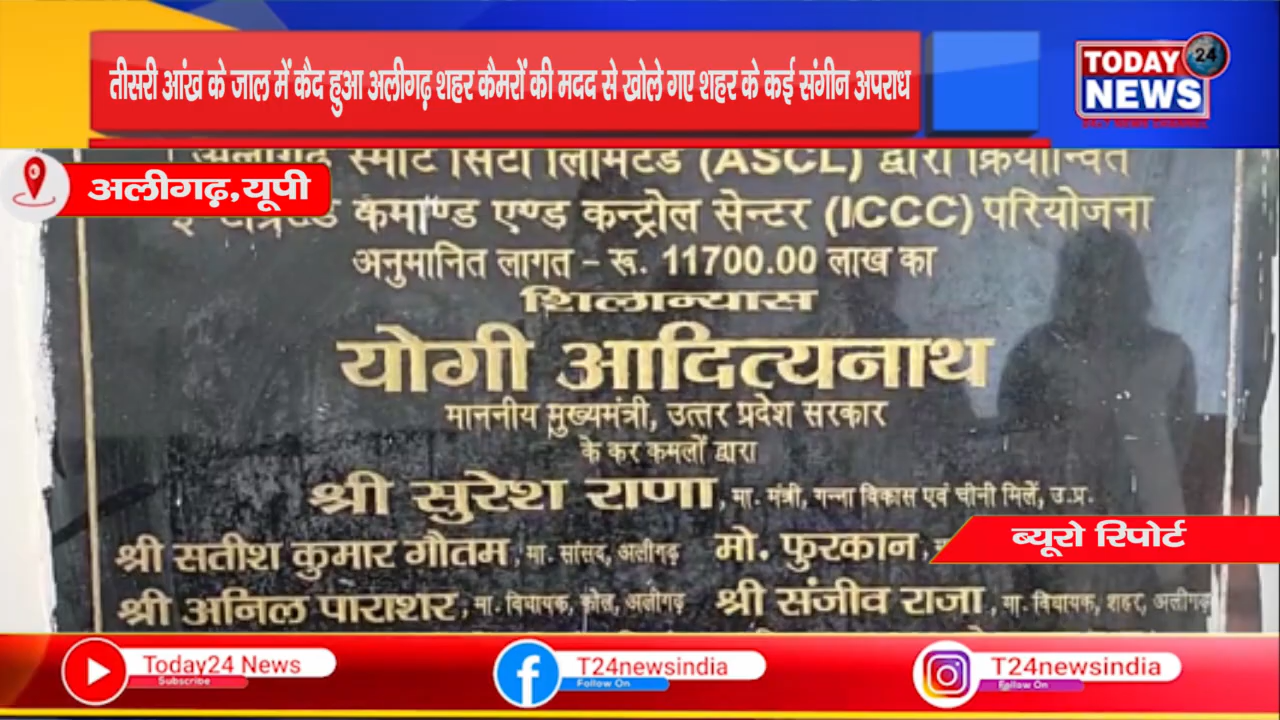 तीसरी आंख के जाल में कैद हुआ अलीगढ़ शहर कैमरों की मदद से खोले गए शहर के कई संगीन अपराध
TODAY 24
NEWS
अलीगढ़,यूपी
अलीगढ़ स्मार्ट सिटी लिमिटेड (ASCL) द्वारा क्रियान्वित
कमाण्ड एण्ड कन्ट्रोल सेन्टर (ICCC) परियोजना
अनुमानित लागत – रू. 11700.00 लाख का
शिलान्यास
योगी आदित्यनाथ
माननीय मुख्यमंत्री, उत्तर प्रदेश सरकार
के कर कमलों द्वारा
श्री सुरेश राणा, मा. मंत्री, गन्ना विकास एवं चीनी मिलें, उ.प्र.
श्री सतीश कुमार गौतम, मा. सांसद, अलीगढ़ मो. फुरकान,
ब्यूरो रिपोर्ट
श्री अनिल पाराशर, मा. विधायक, कोल, अलीगढ़ श्री संजीव राजा, मा. विधायक, शहर, अलीगढ़
Today24 News
Subscribe
T24newsindia
Follow On
T24newsindia
Follow On